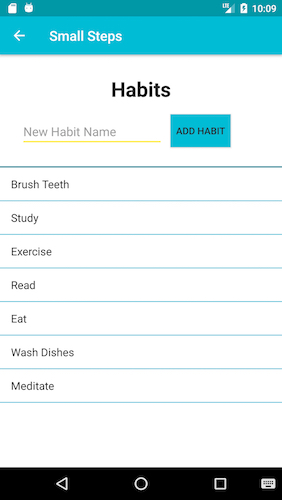 10:09
Small Steps
Habits
New Habit Name
ADD HABIT
Brush Teeth
Study
Exercise
Read
Eat
Wash Dishes
Meditate